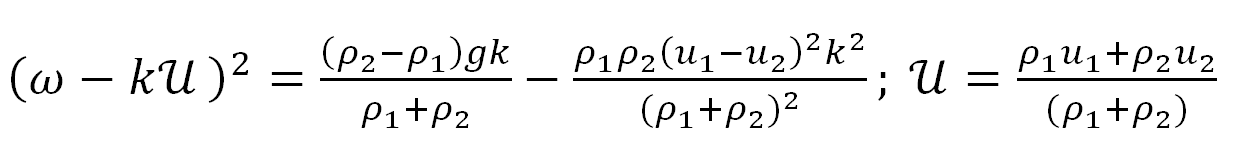 (ω − k𝒰)² = (ρ₂−ρ₁)gk / ρ₁+ρ₂ − ρ₁ρ₂(u₁−u₂)²k² / (ρ₁+ρ₂)² ; 𝒰 = ρ₁u₁+ρ₂u₂ / (ρ₁+ρ₂)